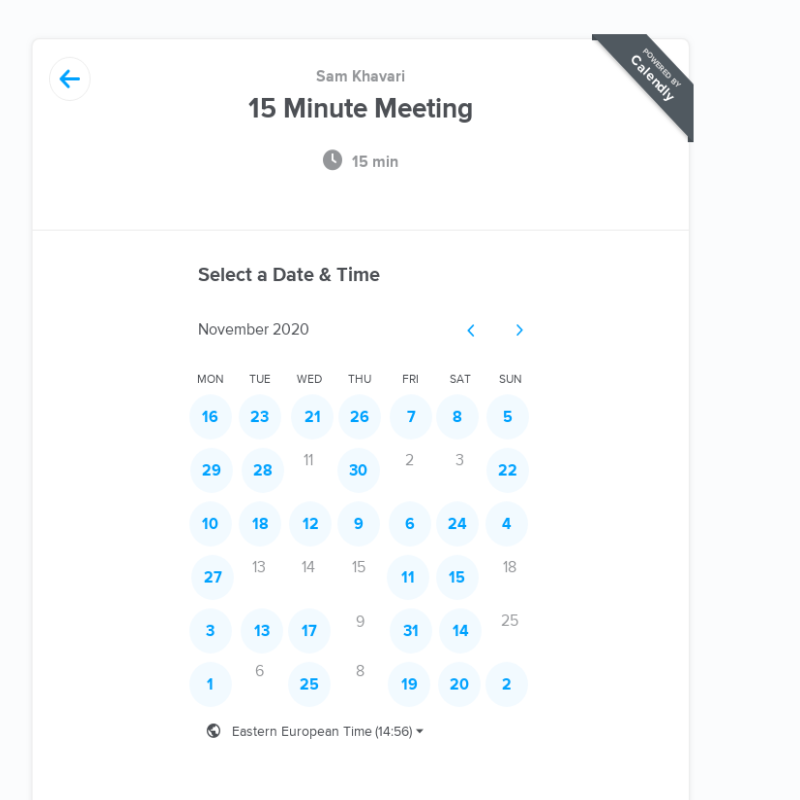 Sam Khavari
POWERED BY
Calendly
15 Minute Meeting
15 min
Select a Date & Time
November 2020
MON TUE WED THU FRI SAT SUN
16 23 21 26 7 8 5
29 28 11 30 2 3 22
10 18 12 9 6 24 4
27 13 14 15 11 15 18
3 13 17 9 31 14 25
1 6 25 8 19 20 2
Eastern European Time (14:56)